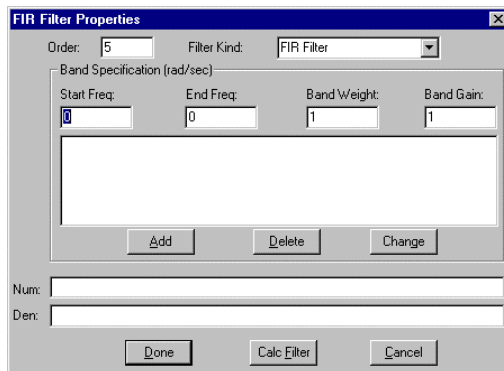 FIR Filter Properties
Order: 5 Filter Kind: FIR Filter
Band Specification (rad/sec)
Start Freq: End Freq: Band Weight: Band Gain:
0 0 1 1
Add Delete Change
Num:
Den:
Done Calc Filter Cancel